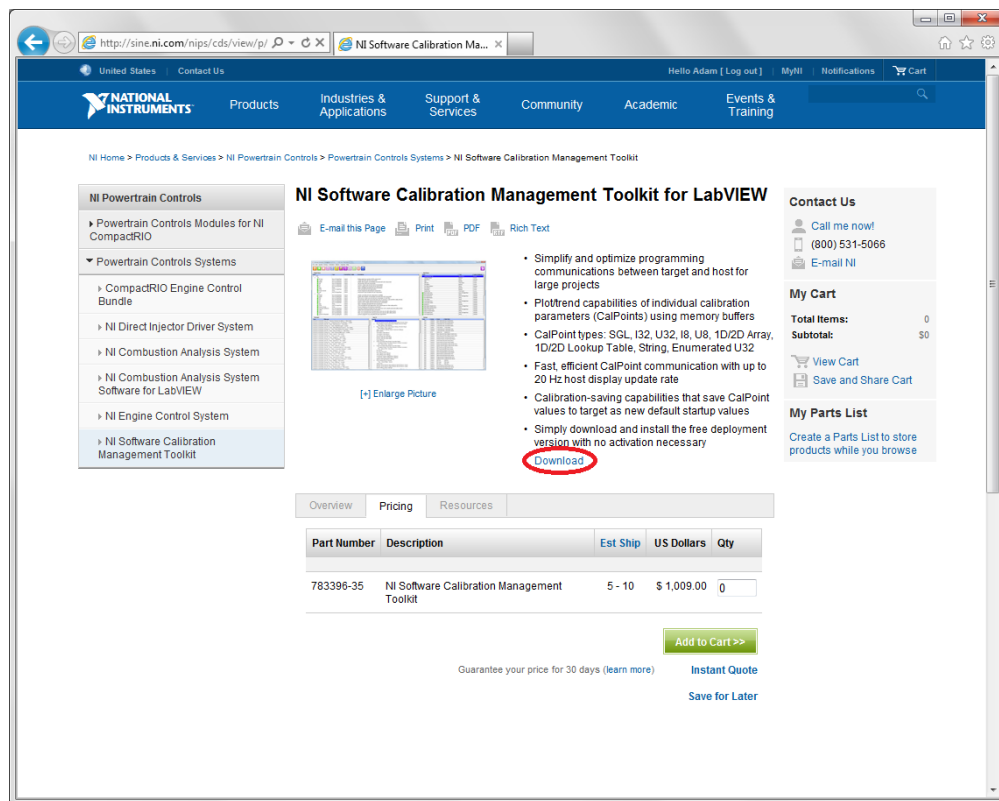 http://sine.ni.com/nips/cds/view/p/
NI Software Calibration Ma...
United States | Contact Us
Hello Adam [ Log out ] | MyNI | Notifications Cart
NATIONAL INSTRUMENTS
Products
Industries & Applications
Support & Services
Community
Academic
Events & Training
NI Home > Products & Services > NI Powertrain Controls > Powertrain Controls Systems > NI Software Calibration Management Toolkit
NI Powertrain Controls
Powertrain Controls Modules for NI
CompactRIO
Powertrain Controls Systems
CompactRIO Engine Control
Bundle
NI Direct Injector Driver System
NI Combustion Analysis System
NI Combustion Analysis System
Software for LabVIEW
NI Engine Control System
NI Software Calibration
Management Toolkit
NI Software Calibration Management Toolkit for LabVIEW
E-mail this Page Print PDF Rich Text
[+] Enlarge Picture
• Simplify and optimize programming
communications between target and host for
large projects
• Plot/trend capabilities of individual calibration
parameters (CalPoints) using memory buffers
• CalPoint types: SGL, I32, U32, I8, U8, 1D/2D Array,
1D/2D Lookup Table, String, Enumerated U32
• Fast, efficient CalPoint communication with up to
20 Hz host display update rate
• Calibration-saving capabilities that save CalPoint
values to target as new default startup values
• Simply download and install the free deployment
version with no activation necessary
Download
Contact Us
Call me now!
(800) 531-5066
E-mail NI
My Cart
Total Items: 0
Subtotal: $0
View Cart
Save and Share Cart
My Parts List
Create a Parts List to store
products while you browse
Overview Pricing Resources
Part Number Description Est Ship US Dollars Qty
783396-35 NI Software Calibration Management 5 - 10 $ 1,009.00 0
Toolkit
Add to Cart >>
Guarantee your price for 30 days (learn more) Instant Quote
Save for Later